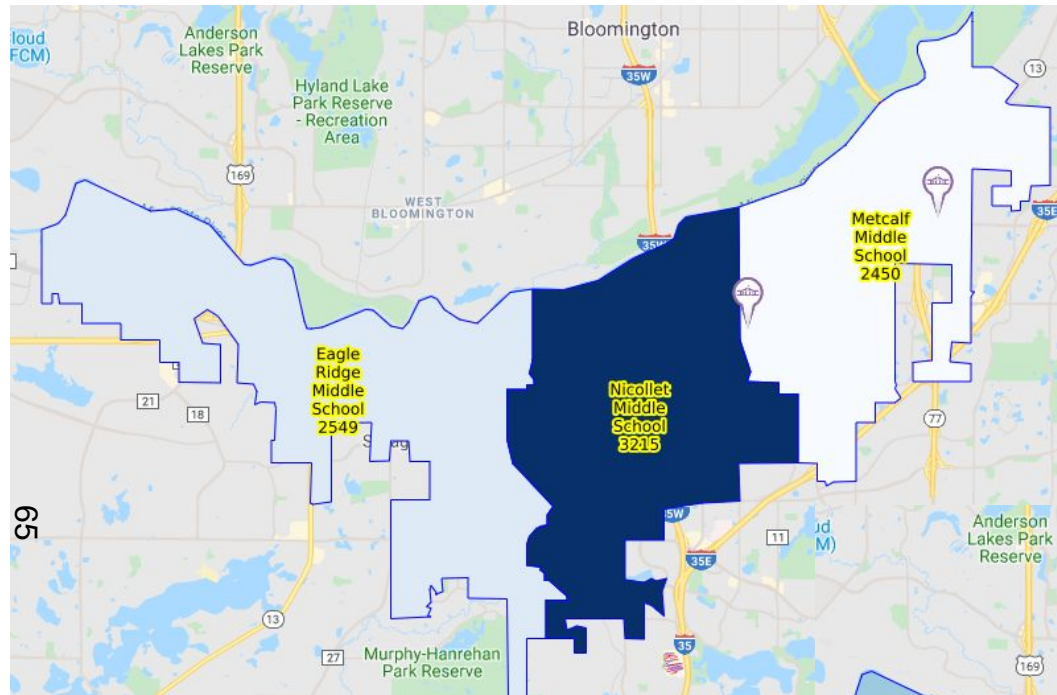 Bloomington
Anderson
Lakes Park
Reserve
loud
FCM)
Hyland Lake
Park Reserve
- Recreation
Area
35W
13
169
WEST
BLOOMINGTON
35E
Metcalf
Middle
School
2450
35W
Eagle
Ridge
Middle
School
2549
Nicollet
Middle
School
3215
21
18
77
65
35W
11
Anderson
Lakes Park
Reserve
35E
13
35
27
Murphy-Hanrehan
Park Reserve
169